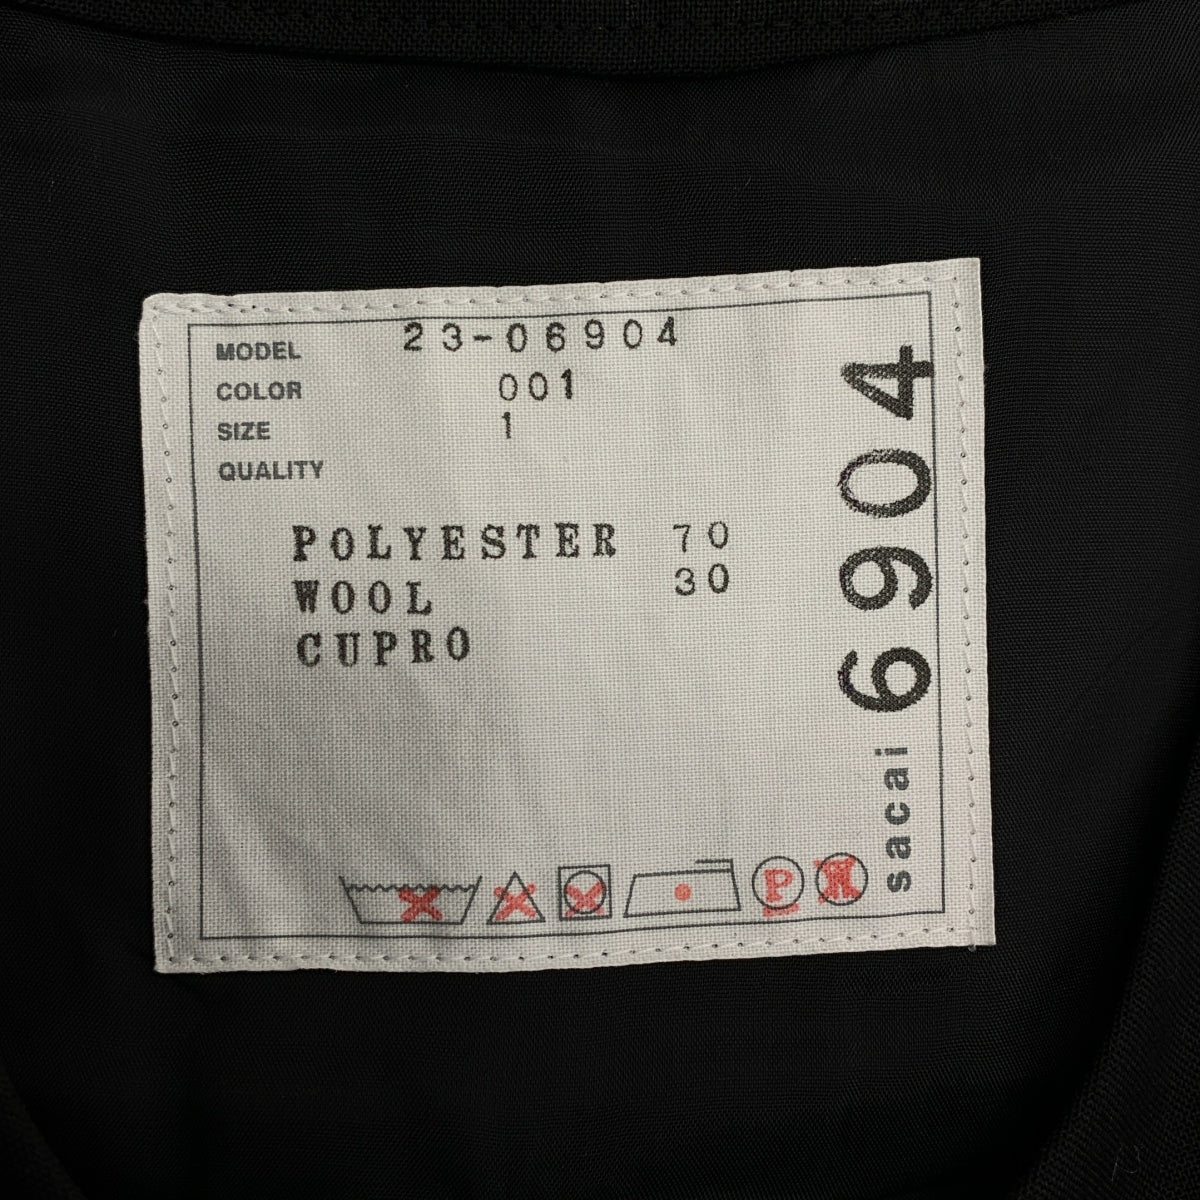 MODEL 23-06904
COLOR 001
SIZE 1
QUALITY
POLYESTER 70
WOOL 30
CUPRO
P
sacai 6904